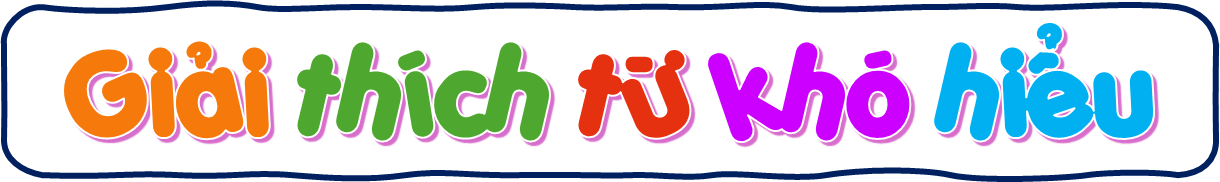 Giải thích từ khó hiểu